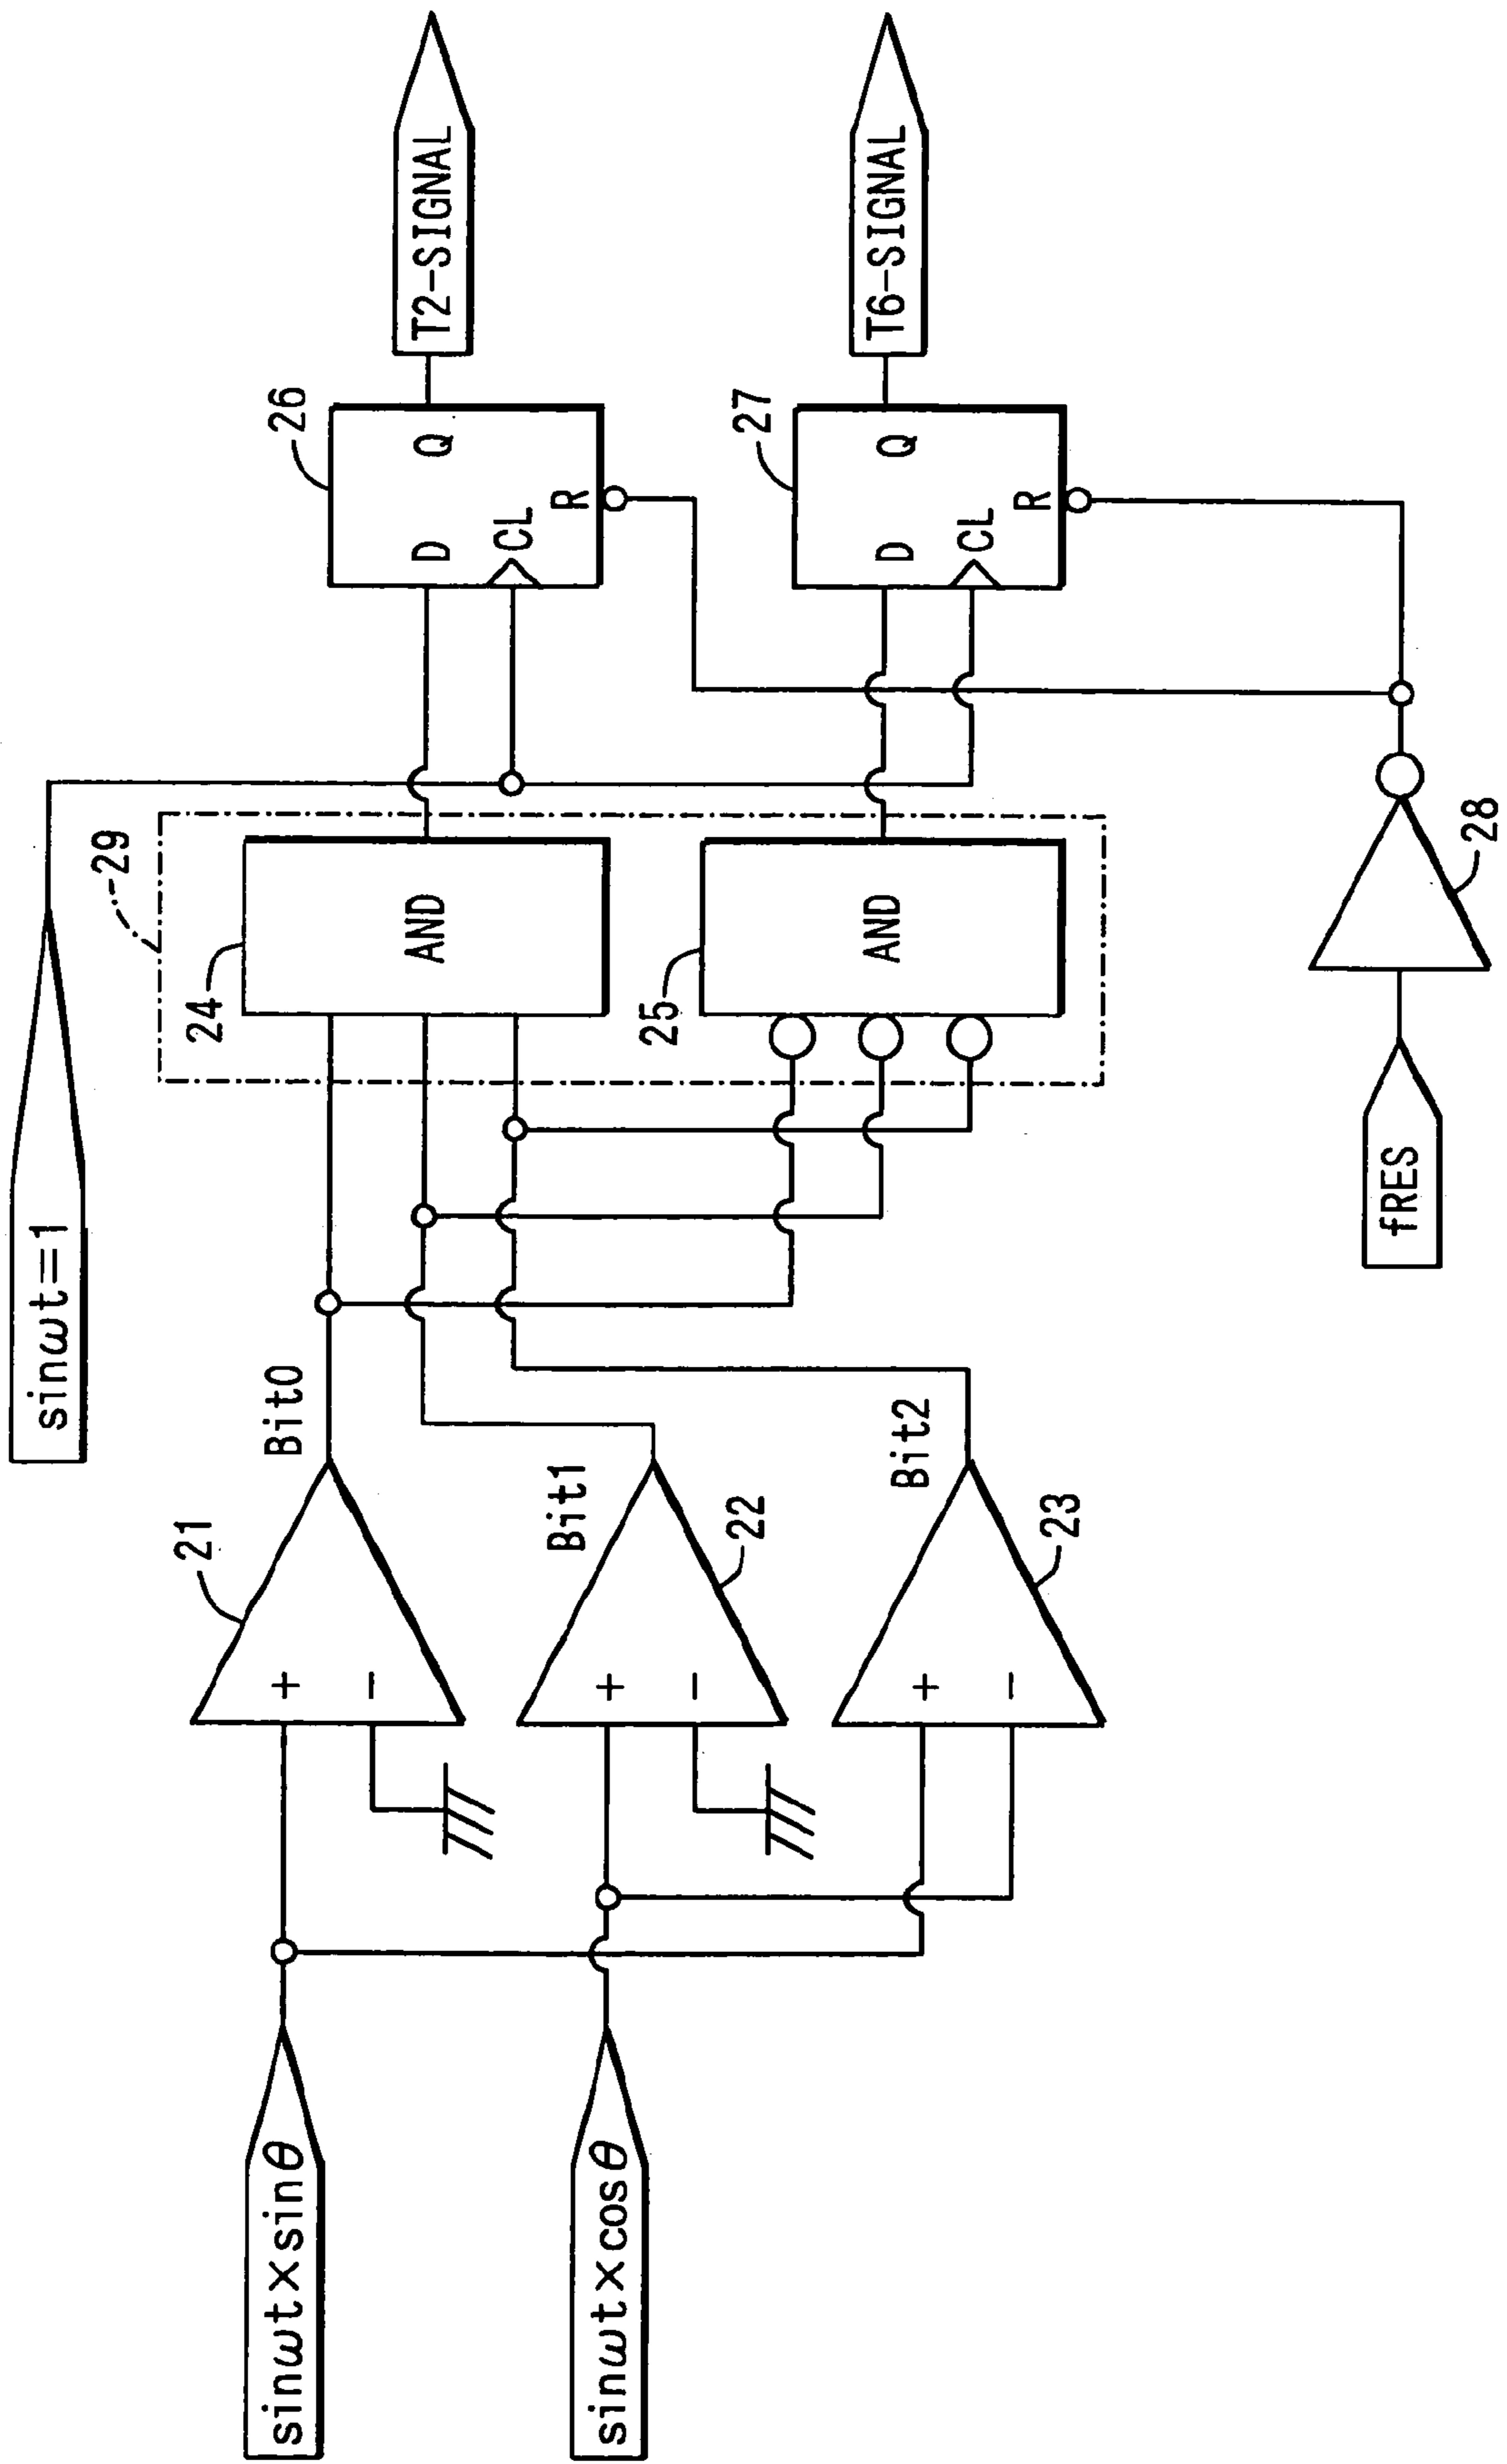 sinωt=1
29
sinωt×sinθ
21
+
−
Bit0
24
AND
26
D
Q
CL
R
T2-SIGNAL
sinωt×cosθ
+
−
22
Bit1
25
AND
27
D
Q
CL
R
T6-SIGNAL
+
−
23
Bit2
fRES
28